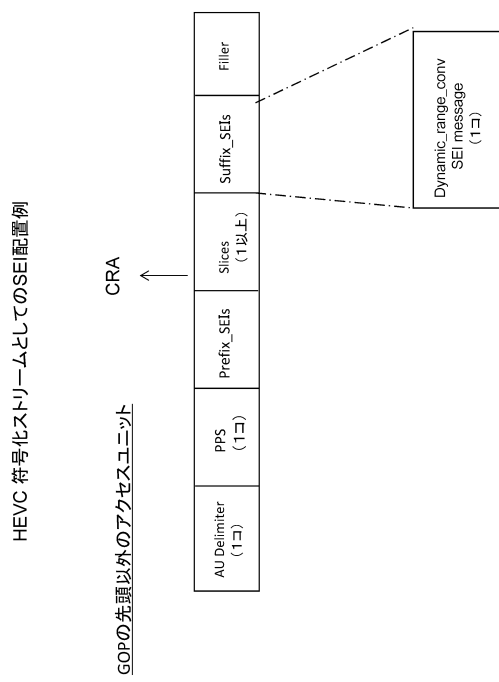 HEVC 符号化ストリームとしてのSEI配置例
GOPの先頭以外のアクセスユニット
CRA
AU Delimiter
(1コ)
PPS
(1コ)
Prefix_SEIs
Slices
(1以上)
Suffix_SEIs
Filler
Dynamic_range_conv
SEI message
(1コ)